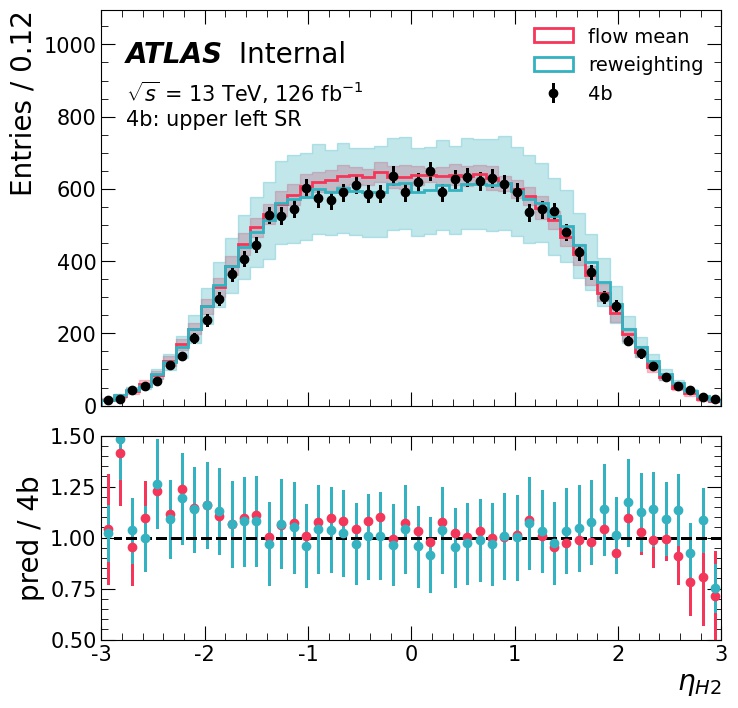 Entries / 0.12
1000
800
600
400
200
0
ATLAS Internal
√s = 13 TeV, 126 fb⁻¹
4b: upper left SR
flow mean
reweighting
4b
pred / 4b
1.50
1.25
1.00
0.75
0.50
-3 -2 -1 0 1 2 3
η_{H2}